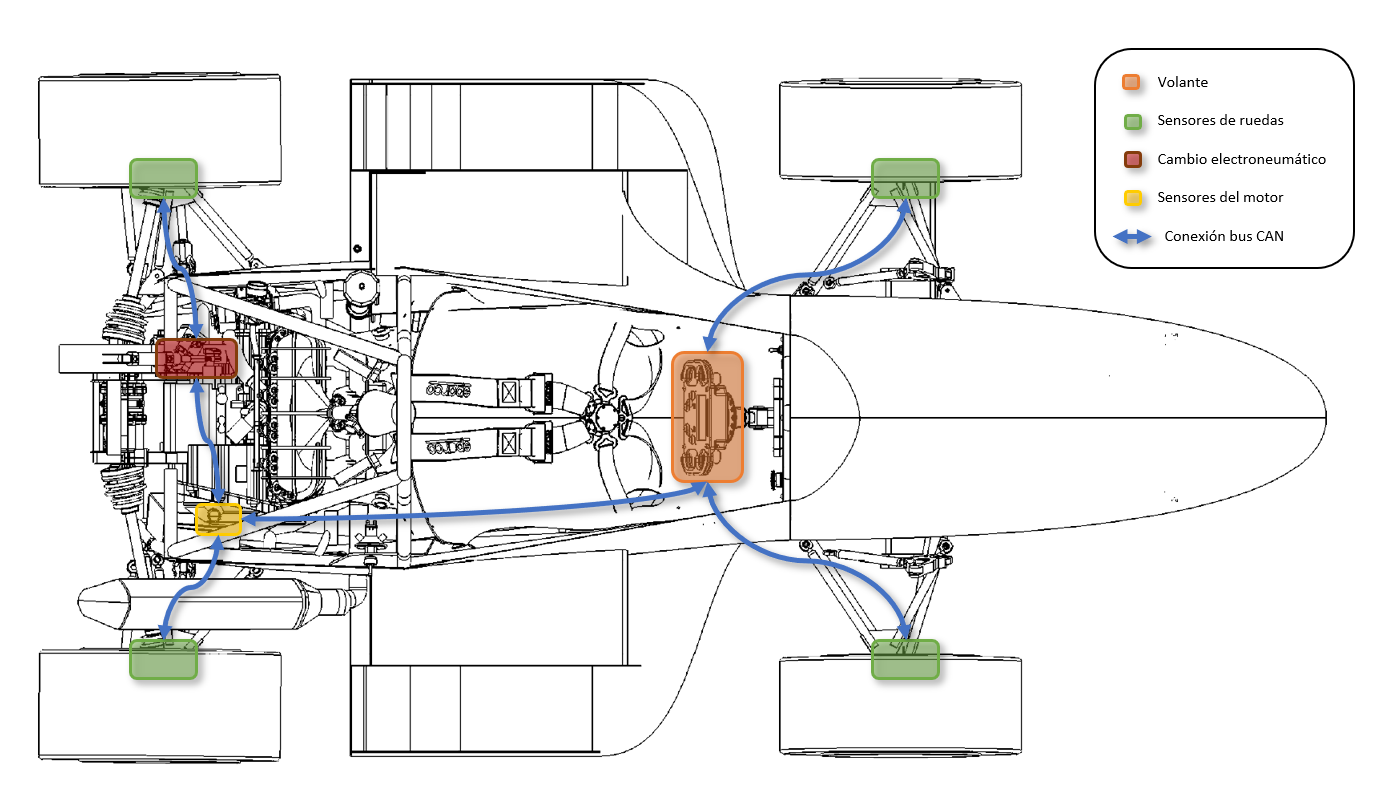 Volante
Sensores de ruedas
Cambio electroneumático
Sensores del motor
Conexión bus CAN